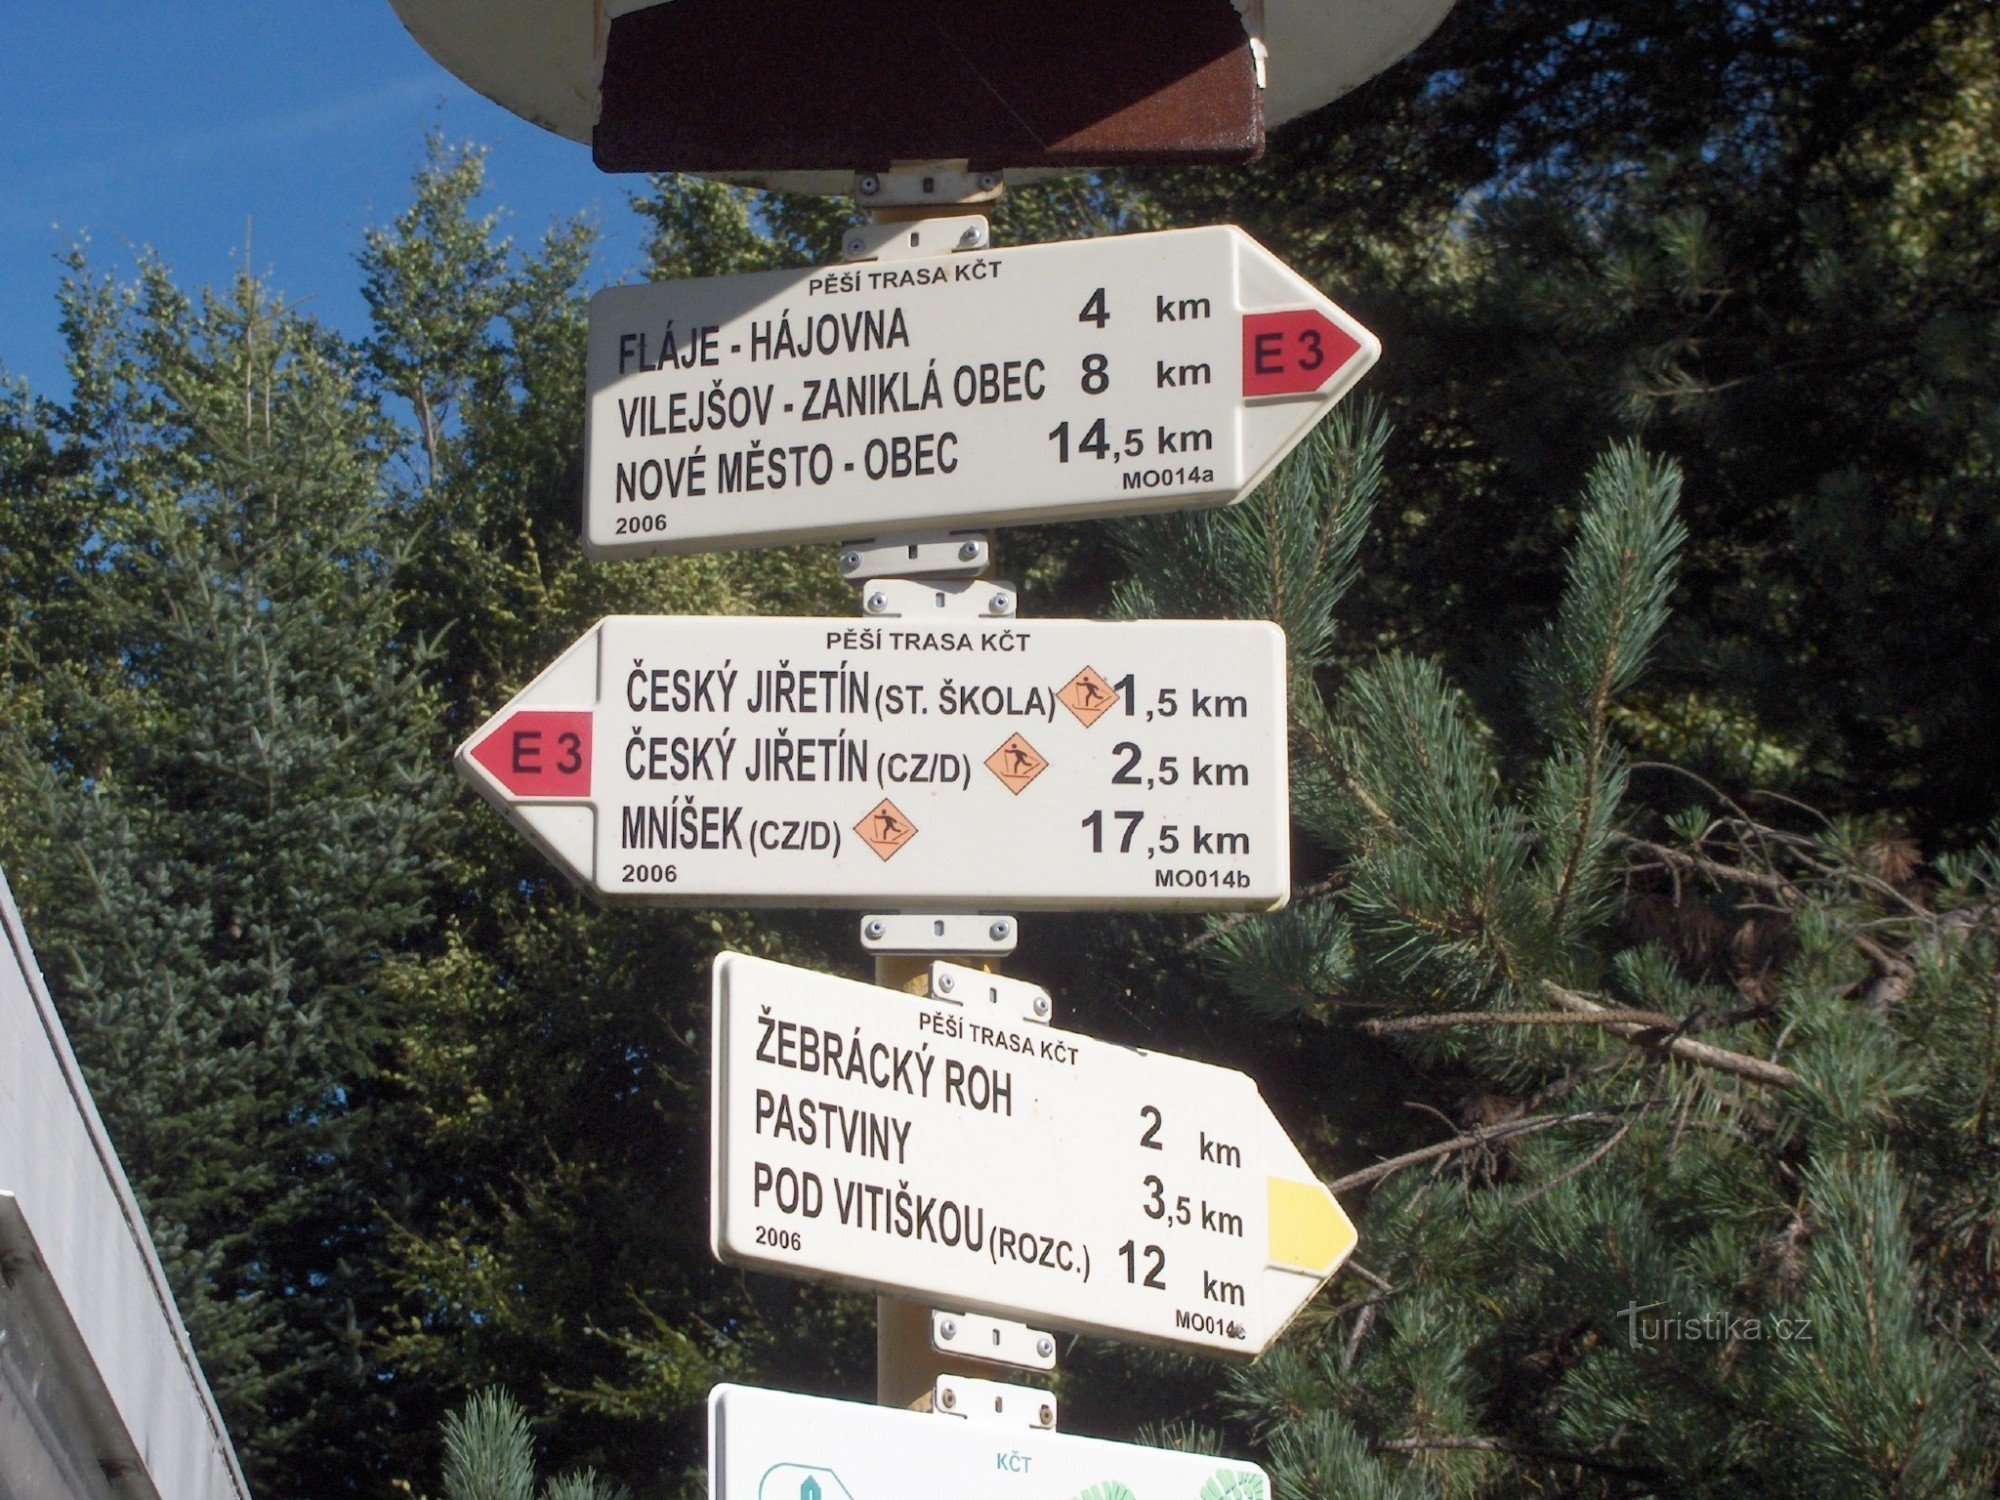 PĚŠÍ TRASA KČT
FLÁJE - HÁJOVNA 4 km
VILEJŠOV - ZANIKLÁ OBEC 8 km
NOVÉ MĚSTO - OBEC 14,5 km
E 3
2006 MO014a
PĚŠÍ TRASA KČT
ČESKÝ JIŘETÍN (ST. ŠKOLA) 1,5 km
E 3
ČESKÝ JIŘETÍN (CZ/D) 2,5 km
MNÍŠEK (CZ/D) 17,5 km
2006 MO014b
PĚŠÍ TRASA KČT
ŽEBRÁCKÝ ROH 2 km
PASTVINY 3,5 km
POD VITIŠKOU (ROZC.) 12 km
2006 MO014c
KČT
Turistika.cz